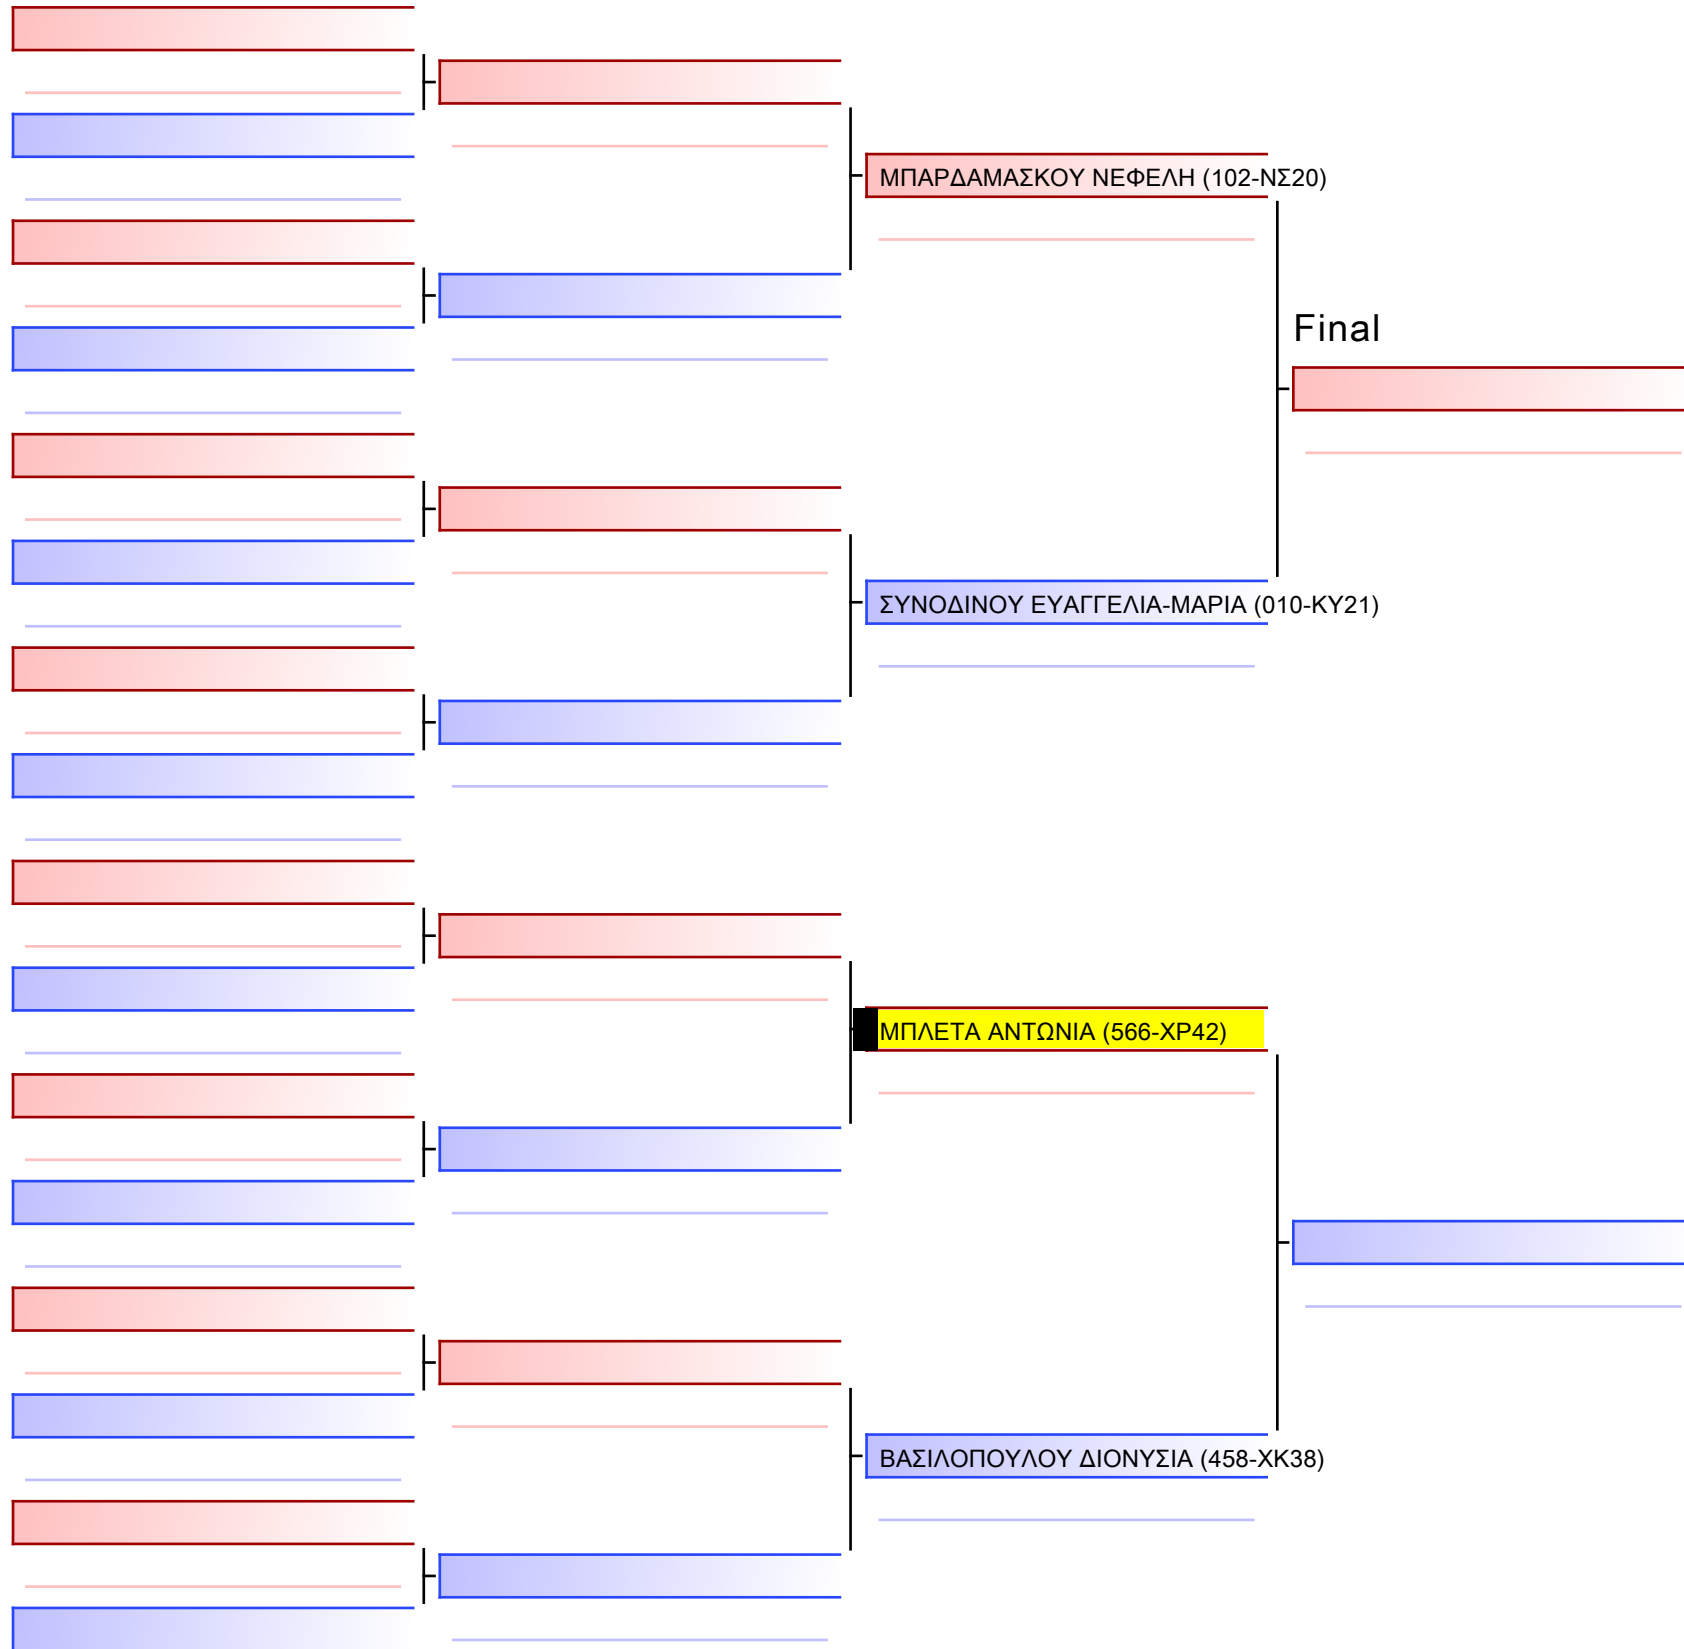 ΜΠΑΡΔΑΜΑΣΚΟΥ ΝΕΦΕΛΗ (102-ΝΣ20)
Final
ΣΥΝΟΔΙΝΟΥ ΕΥΑΓΓΕΛΙΑ-ΜΑΡΙΑ (010-ΚΥ21)
ΜΠΛΕΤΑ ΑΝΤΩΝΙΑ (566-ΧΡ42)
ΒΑΣΙΛΟΠΟΥΛΟΥ ΔΙΟΝΥΣΙΑ (458-ΧΚ38)